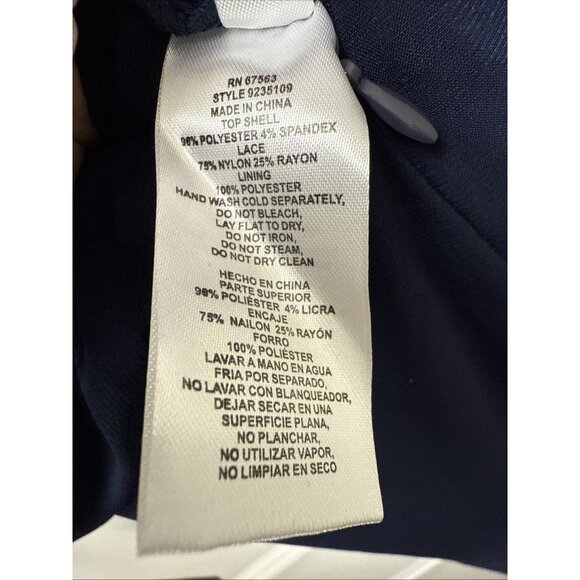 RN 67563
STYLE 9235109
MADE IN CHINA
TOP SHELL
96% POLYESTER 4% SPANDEX
LACE
75% NYLON 25% RAYON
LINING
100% POLYESTER
HAND WASH COLD SEPARATELY,
DO NOT BLEACH,
LAY FLAT TO DRY,
DO NOT IRON,
DO NOT STEAM,
DO NOT DRY CLEAN
HECHO EN CHINA
PARTE SUPERIOR
96% POLIÉSTER 4% LICRA
ENCAJE
75% NAILON 25% RAYÓN
FORRO
100% POLIÉSTER
LAVAR A MANO EN AGUA
FRIA POR SEPARADO,
NO LAVAR CON BLANQUEADOR,
DEJAR SECAR EN UNA
SUPERFICIE PLANA,
NO PLANCHAR,
NO UTILIZAR VAPOR,
NO LIMPIAR EN SECO